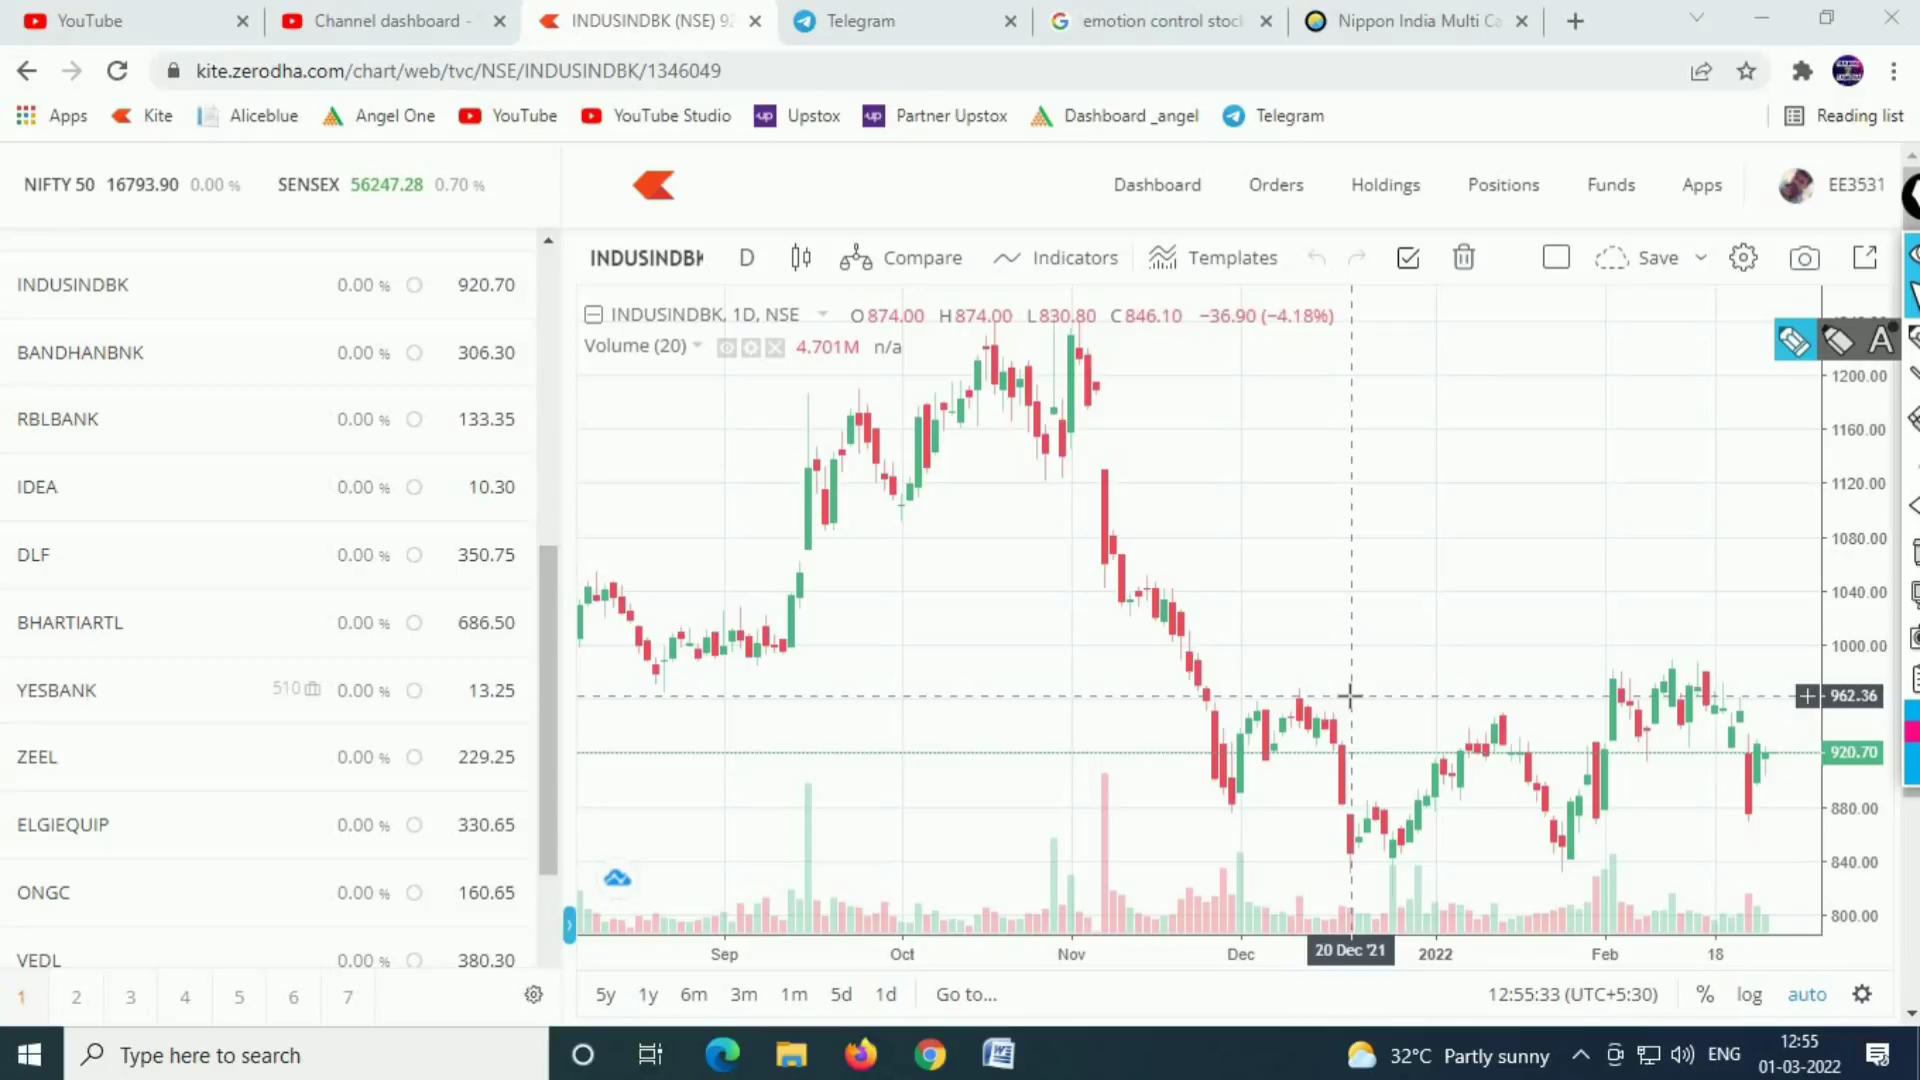 YouTube
Channel dashboard -
INDUSINDBK (NSE) 92
Telegram
emotion control stoc
Nippon India Multi Ca
kite.zerodha.com/chart/web/tvc/NSE/INDUSINDBK/1346049
Apps
Kite
Aliceblue
Angel One
YouTube
YouTube Studio
up
Upstox
up
Partner Upstox
Dashboard _angel
Telegram
Reading list
NIFTY 50 16793.90 0.00 %
SENSEX 56247.28 0.70 %
Dashboard
Orders
Holdings
Positions
Funds
Apps
EE3531
INDUSINDBK 0.00 % 920.70
BANDHANBNK 0.00 % 306.30
RBLBANK 0.00 % 133.35
IDEA 0.00 % 10.30
DLF 0.00 % 350.75
BHARTIARTL 0.00 % 686.50
YESBANK 510 0.00 % 13.25
ZEEL 0.00 % 229.25
ELGIEQUIP 0.00 % 330.65
ONGC 0.00 % 160.65
VEDL 0.00 % 380.30
1 2 3 4 5 6 7
INDUSINDBK
D
Compare
Indicators
Templates
Save
INDUSINDBK, 1D, NSE
O874.00 H874.00 L830.80 C846.10 −36.90 (−4.18%)
Volume (20)
4.701M n/a
A
1200.00
1160.00
1120.00
1080.00
1040.00
1000.00
962.36
920.70
880.00
840.00
800.00
Sep
Oct
Nov
Dec
20 Dec '21
2022
Feb
18
5y 1y 6m 3m 1m 5d 1d
Go to...
12:55:33 (UTC+5:30)
% log auto
Type here to search
32°C Partly sunny
ENG
12:55
01-03-2022